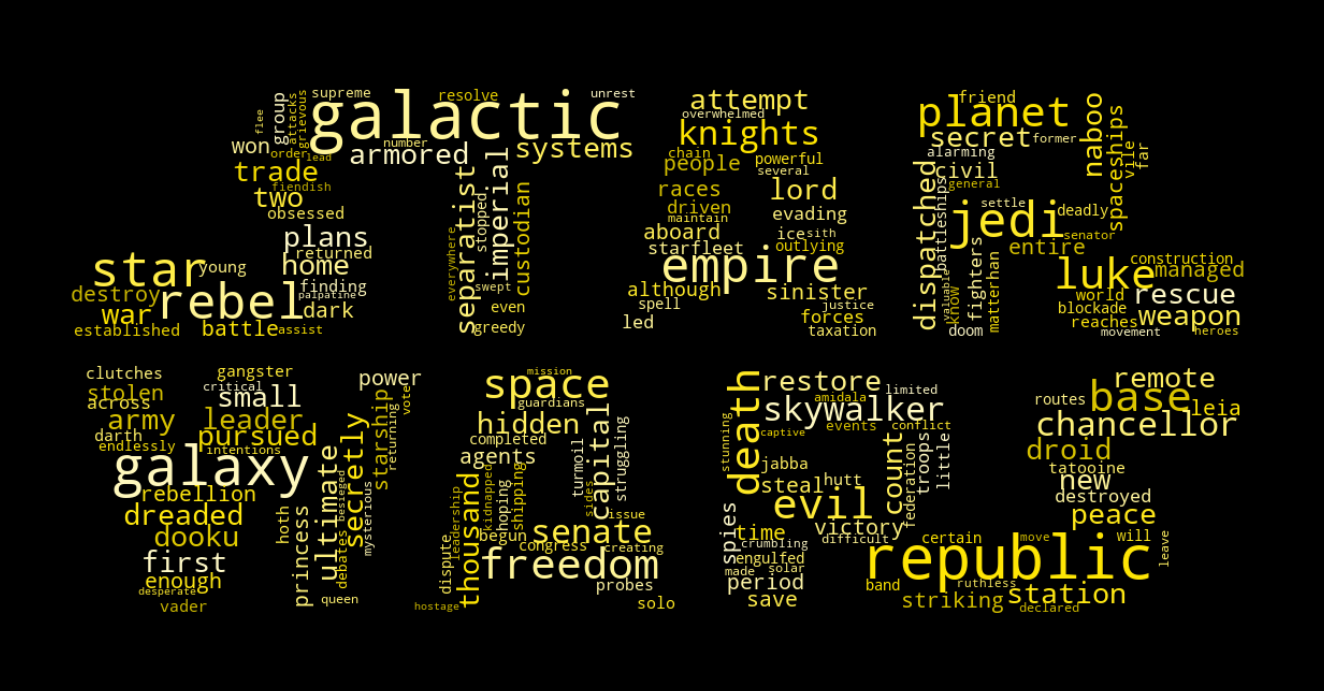 supreme
resolve
unrest
flee
group
attacks
grievous
galactic
number
won
order
lead
armored
systems
trade
two
fiendish
obsessed
separatist
stopped
imperial
custodian
everywhere
swept
even
greedy
plans
returned
home
star
young
finding
destroy
rebel
palpatine
dark
war
established
battle
assist
attempt
overwhelmed
knights
chain
people
powerful
several
races
lord
driven
maintain
evading
aboard
ice
sith
starfleet
outlying
empire
although
sinister
spell
justice
led
forces
taxation
planet
friend
naboo
secret
former
spaceships
vile
far
alarming
civil
general
dispatched
battleships
jedi
settle
deadly
senator
entire
fighters
valuable
know
matterhan
doom
luke
construction
managed
world
rescue
blockade
reaches
weapon
movement
heroes
clutches
gangster
power
stolen
critical
small
across
army
leader
vote
starship
returning
darth
pursued
endlessly
intentions
secretly
galaxy
ultimate
besieged
rebellion
dreaded
hoth
dooku
princess
debates
mysterious
first
enough
desperate
queen
vader
mission
space
guardians
hidden
capital
completed
agents
turmoil
struggling
thousand
leadership
kidnapped
hoping
shipping
sides
issue
begun
senate
congress
creating
dispute
freedom
probes
hostage
solo
death
restore
limited
amidala
skywalker
stunning
captive
events
conflict
count
troops
little
jabba
steal
hutt
federation
evil
spies
time
victory
difficult
crumbling
engulfed
made
solar
period
save
remote
routes
base
leia
chancellor
droid
tatooine
new
destroyed
peace
certain
move
will
leave
republic
band
ruthless
station
striking
declared